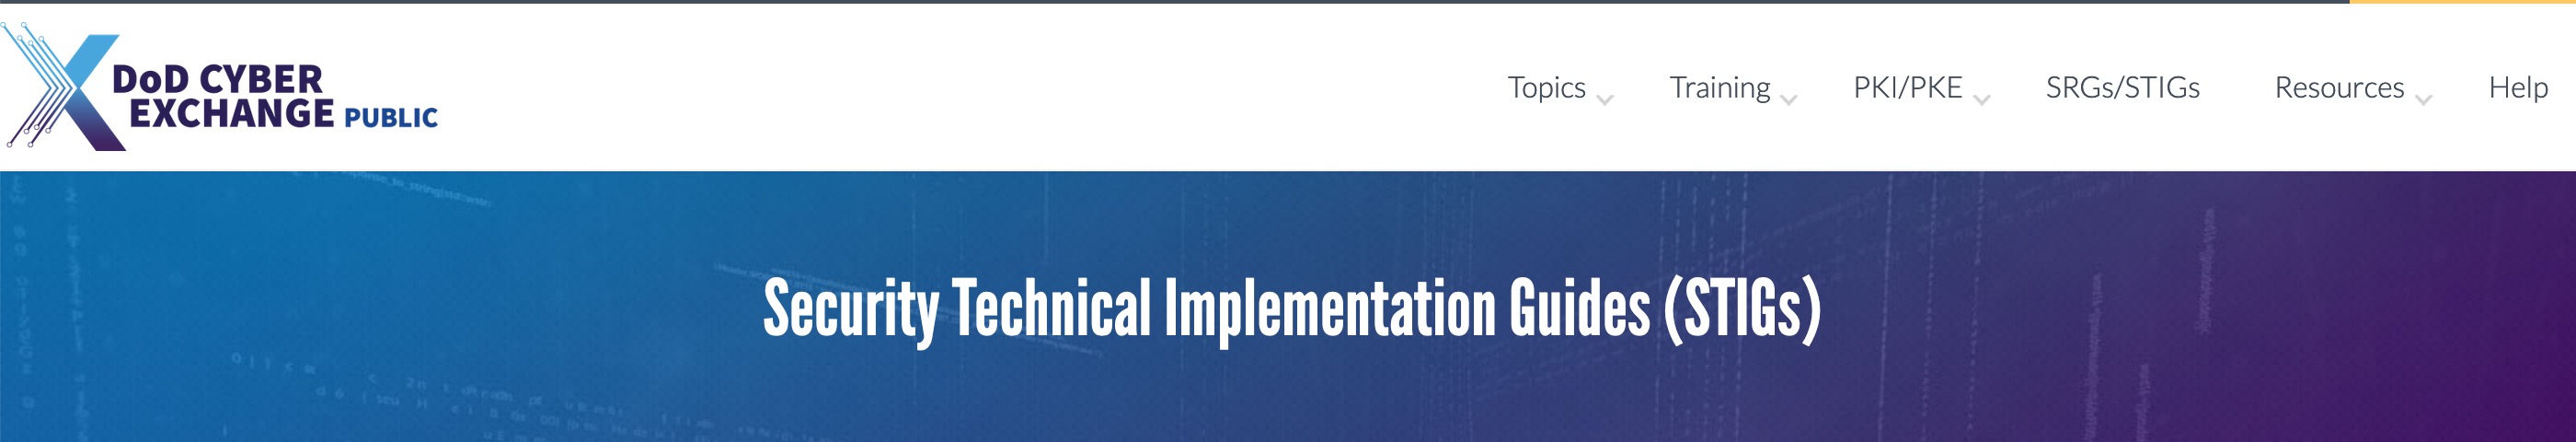 DoD CYBER
EXCHANGE PUBLIC
Topics Training PKI/PKE SRGs/STIGs Resources Help
Security Technical Implementation Guides (STIGs)